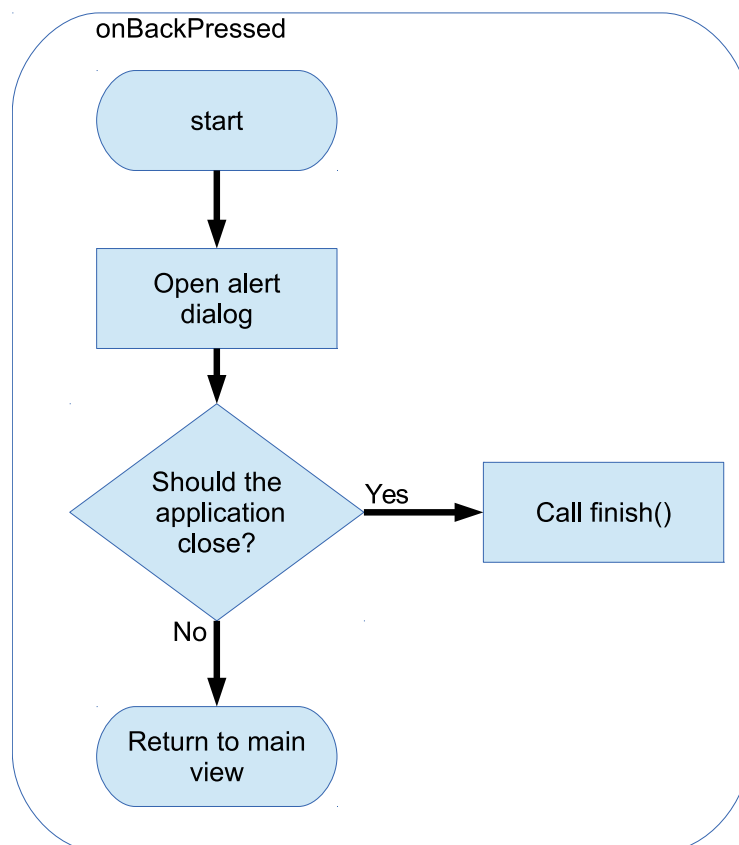 onBackPressed
start
Open alert
dialog
Should the
application
close?
Yes
Call finish()
No
Return to main
view